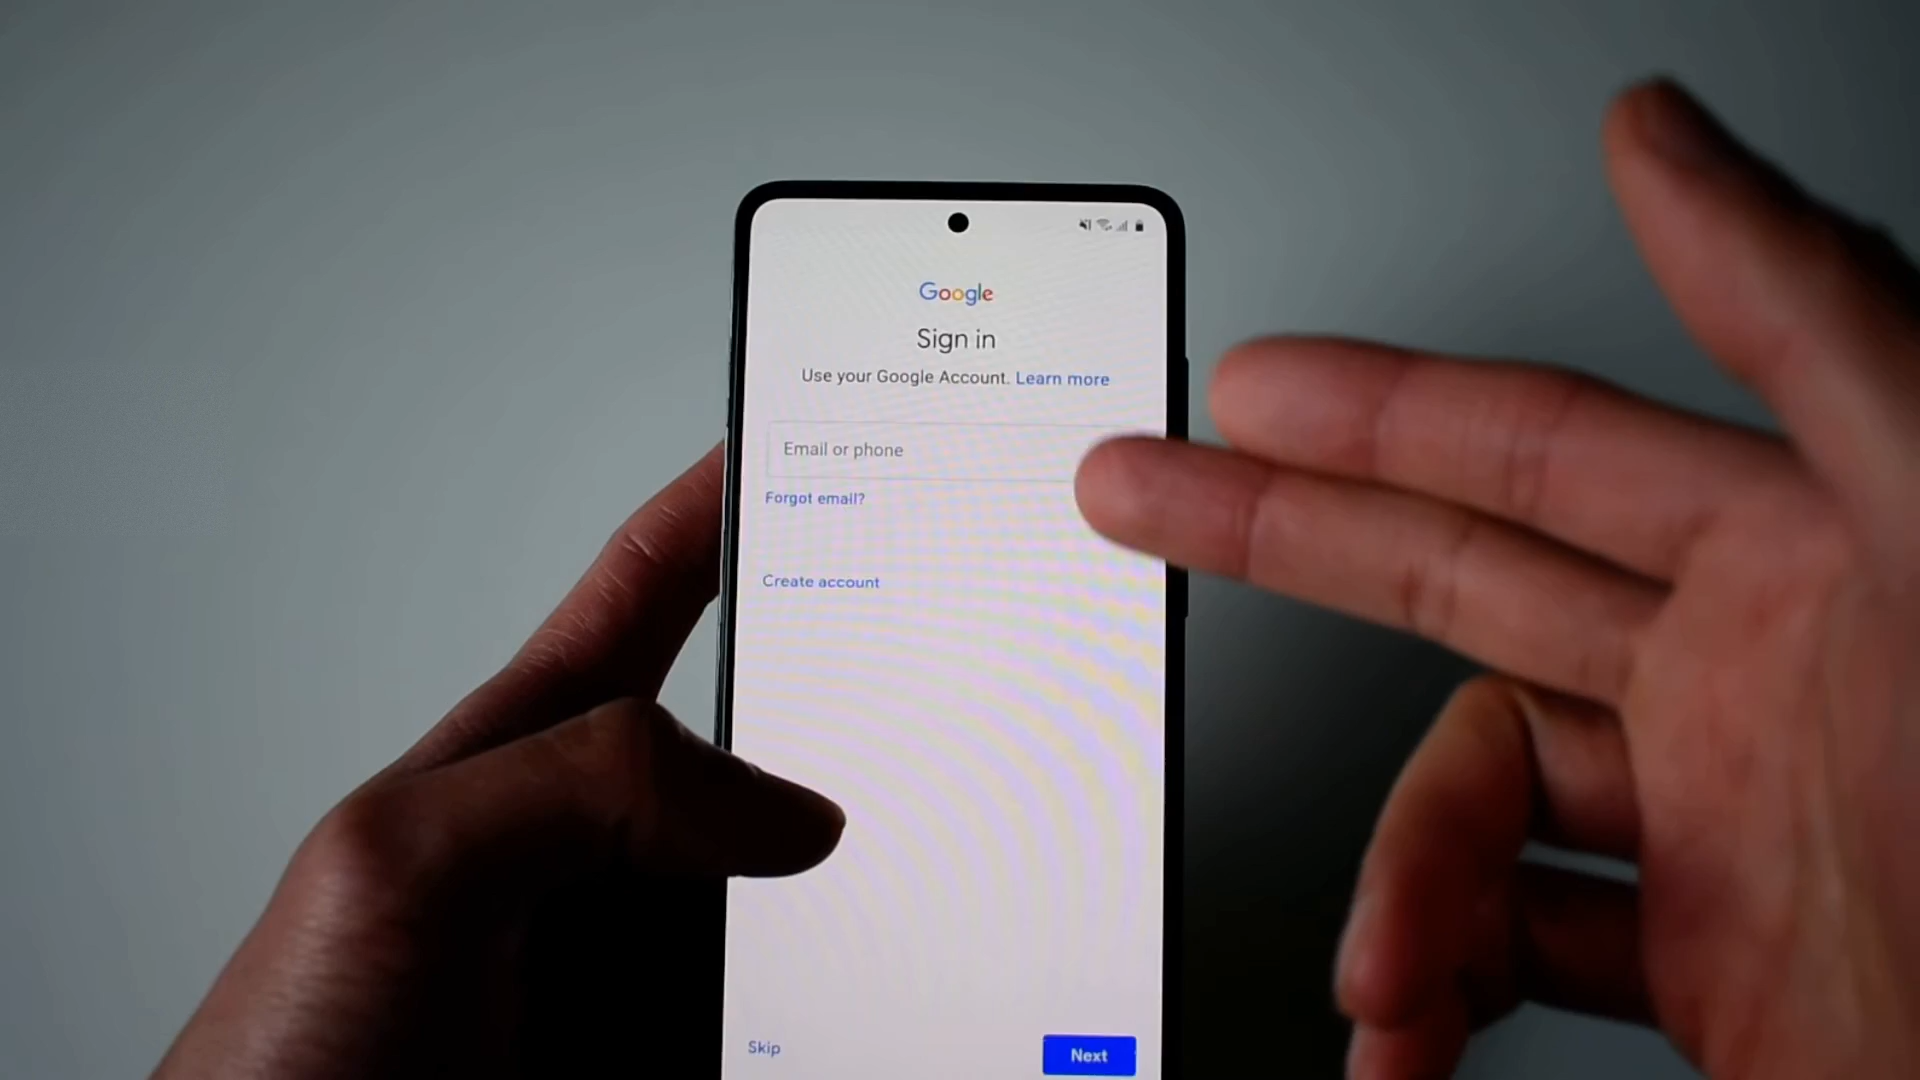 Google
Sign in
Use your Google Account. Learn more
Email or phone
Forgot email?
Create account
Skip
Next